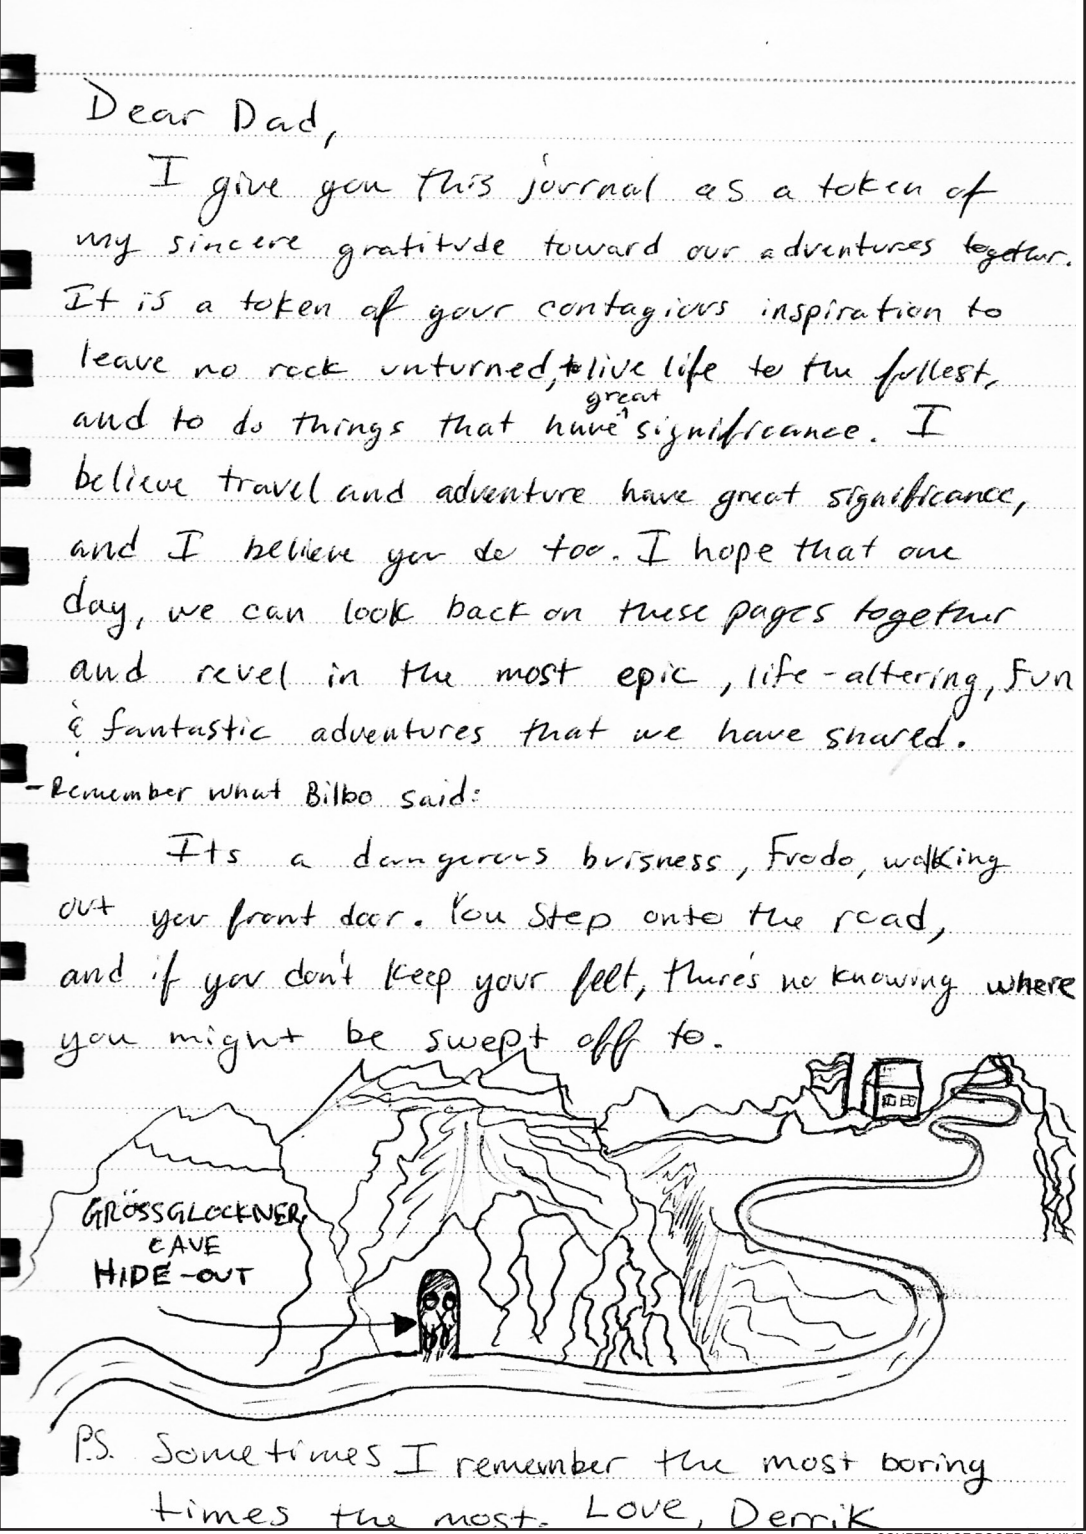 Dear Dad,
I give you this journal as a token of
my sincere gratitude toward our adventures together.
It is a token of your contagious inspiration to
leave no rock unturned, to live life to the fullest,
great
and to do things that have significance. I
believe travel and adventure have great significance,
and I believe you do too. I hope that one
day, we can look back on these pages together
and revel in the most epic, life-altering, fun
& fantastic adventures that we have shared.
-Remember what Bilbo said:
Its a dangerous buisness, Frodo, walking
out your front door. You step onto the road,
and if you don't keep your feet, there's no knowing where
you might be swept off to.
GRÖSSGLOCKNER
CAVE
HIDE-OUT
P.S. Sometimes I remember the most boring
times the most. Love, Derrik